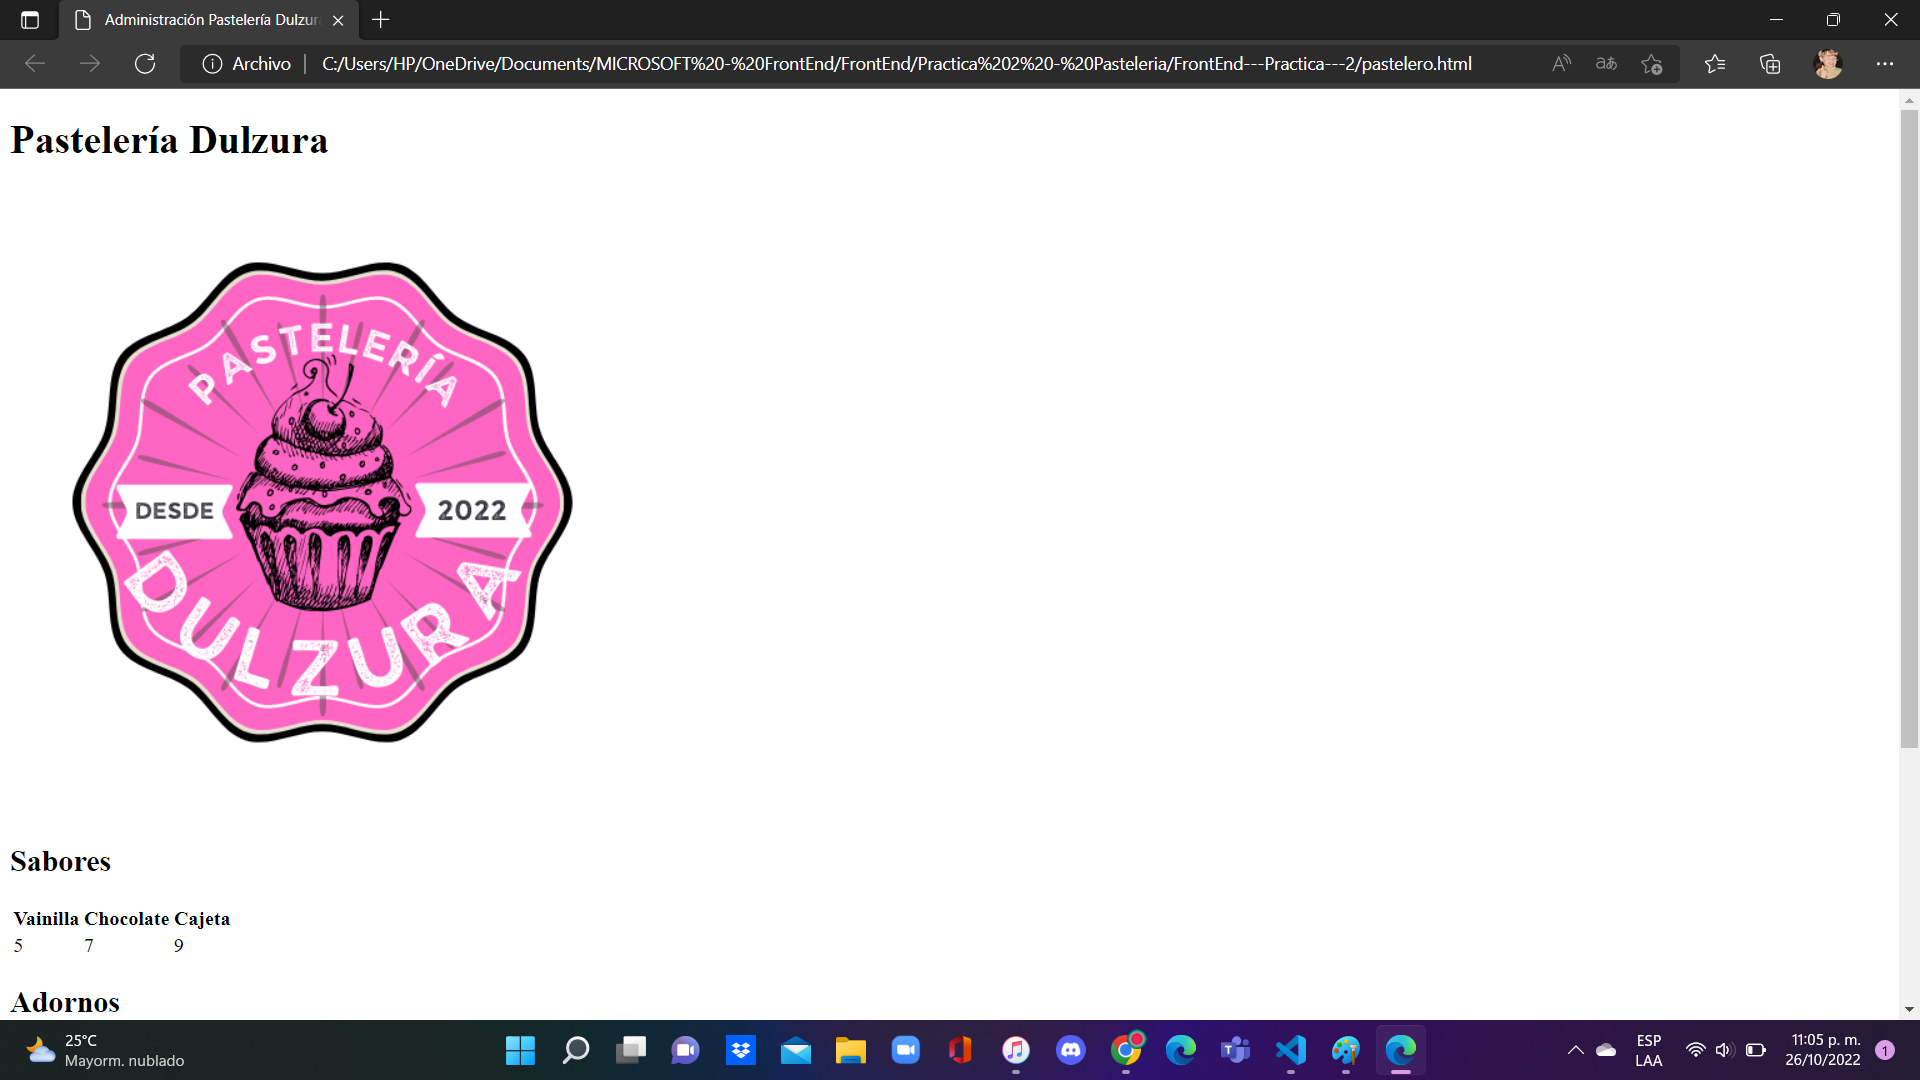 Administración Pastelería Dulzura
Archivo
C:/Users/HP/OneDrive/Documents/MICROSOFT%20-%20FrontEnd/FrontEnd/Practica%202%20-%20Pasteleria/FrontEnd---Practica---2/pastelero.html
Pastelería Dulzura
PASTELERÍA
DESDE
2022
DULZURA
Sabores
Vainilla Chocolate Cajeta
5 7 9
Adornos
25°C
Mayorm. nublado
ESP
LAA
11:05 p. m.
26/10/2022
1